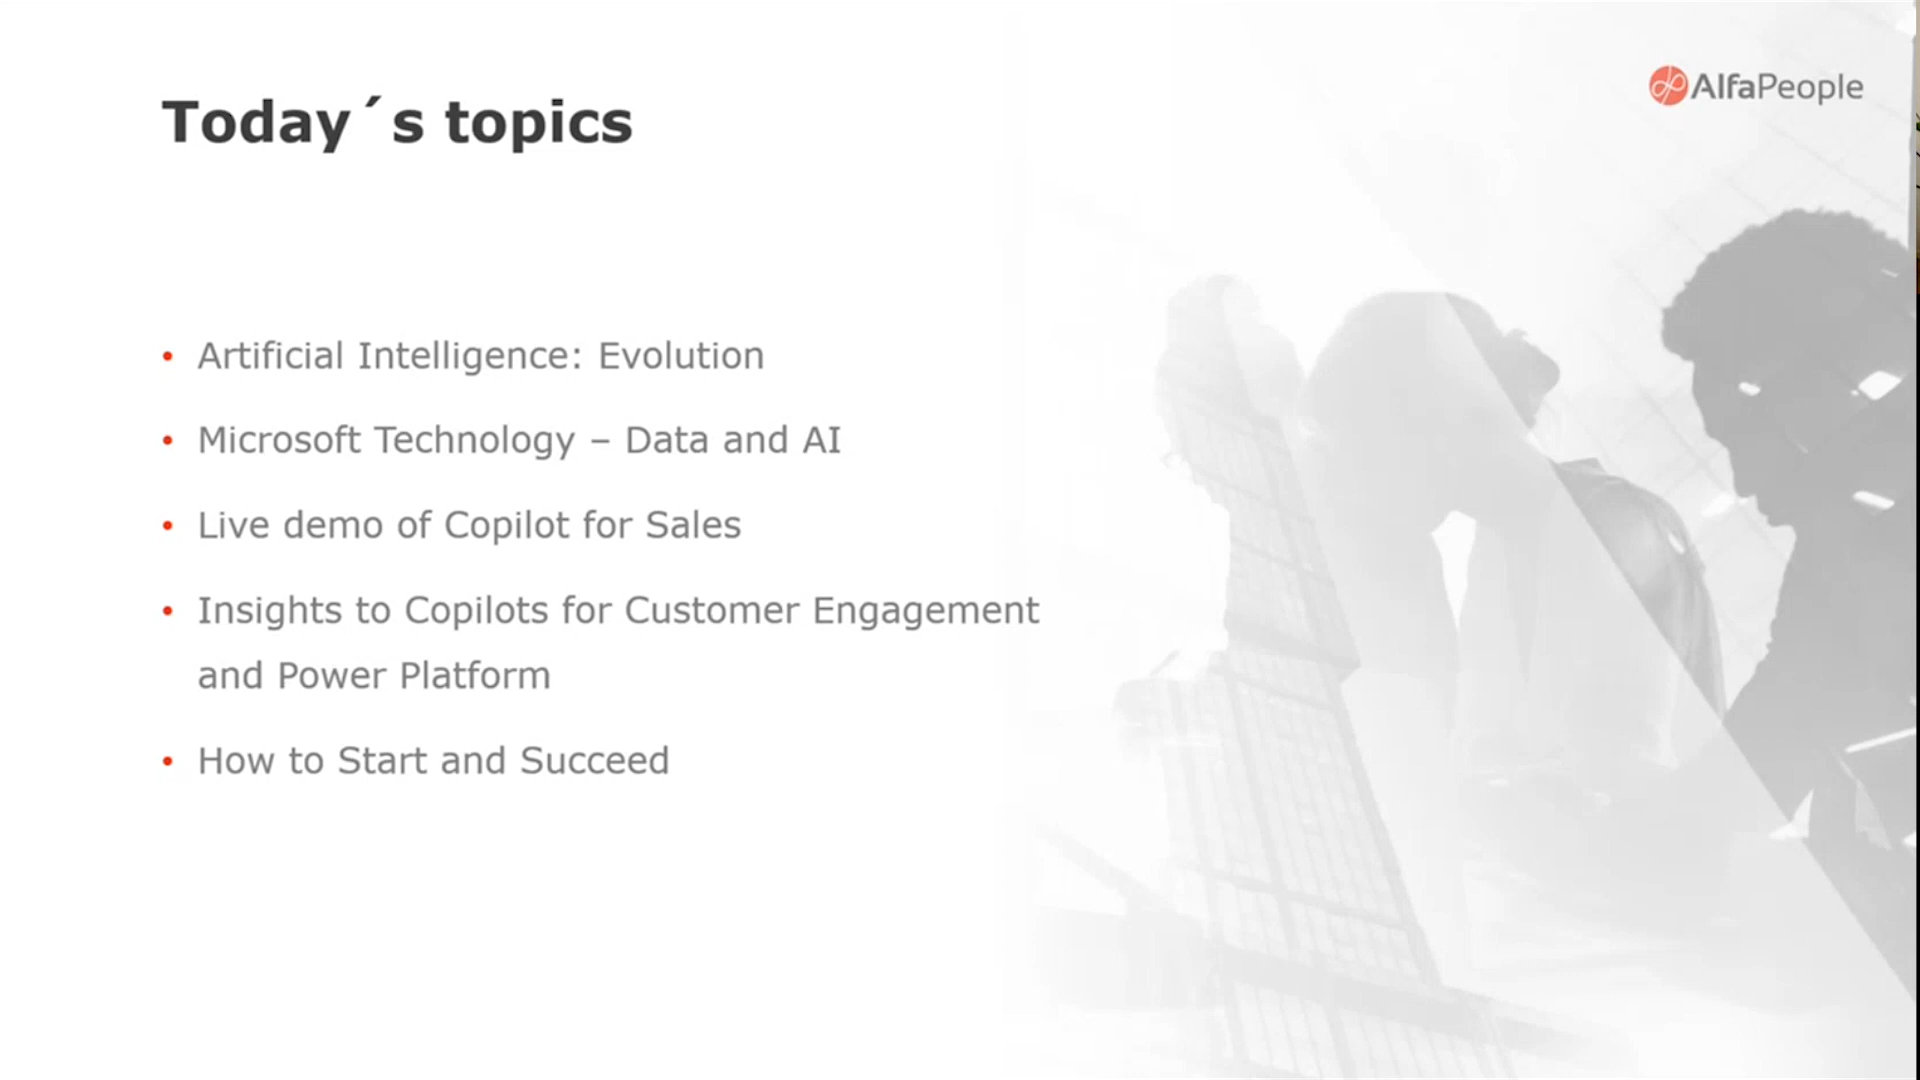 Today´s topics
AlfaPeople
• Artificial Intelligence: Evolution
• Microsoft Technology – Data and AI
• Live demo of Copilot for Sales
• Insights to Copilots for Customer Engagement
and Power Platform
• How to Start and Succeed